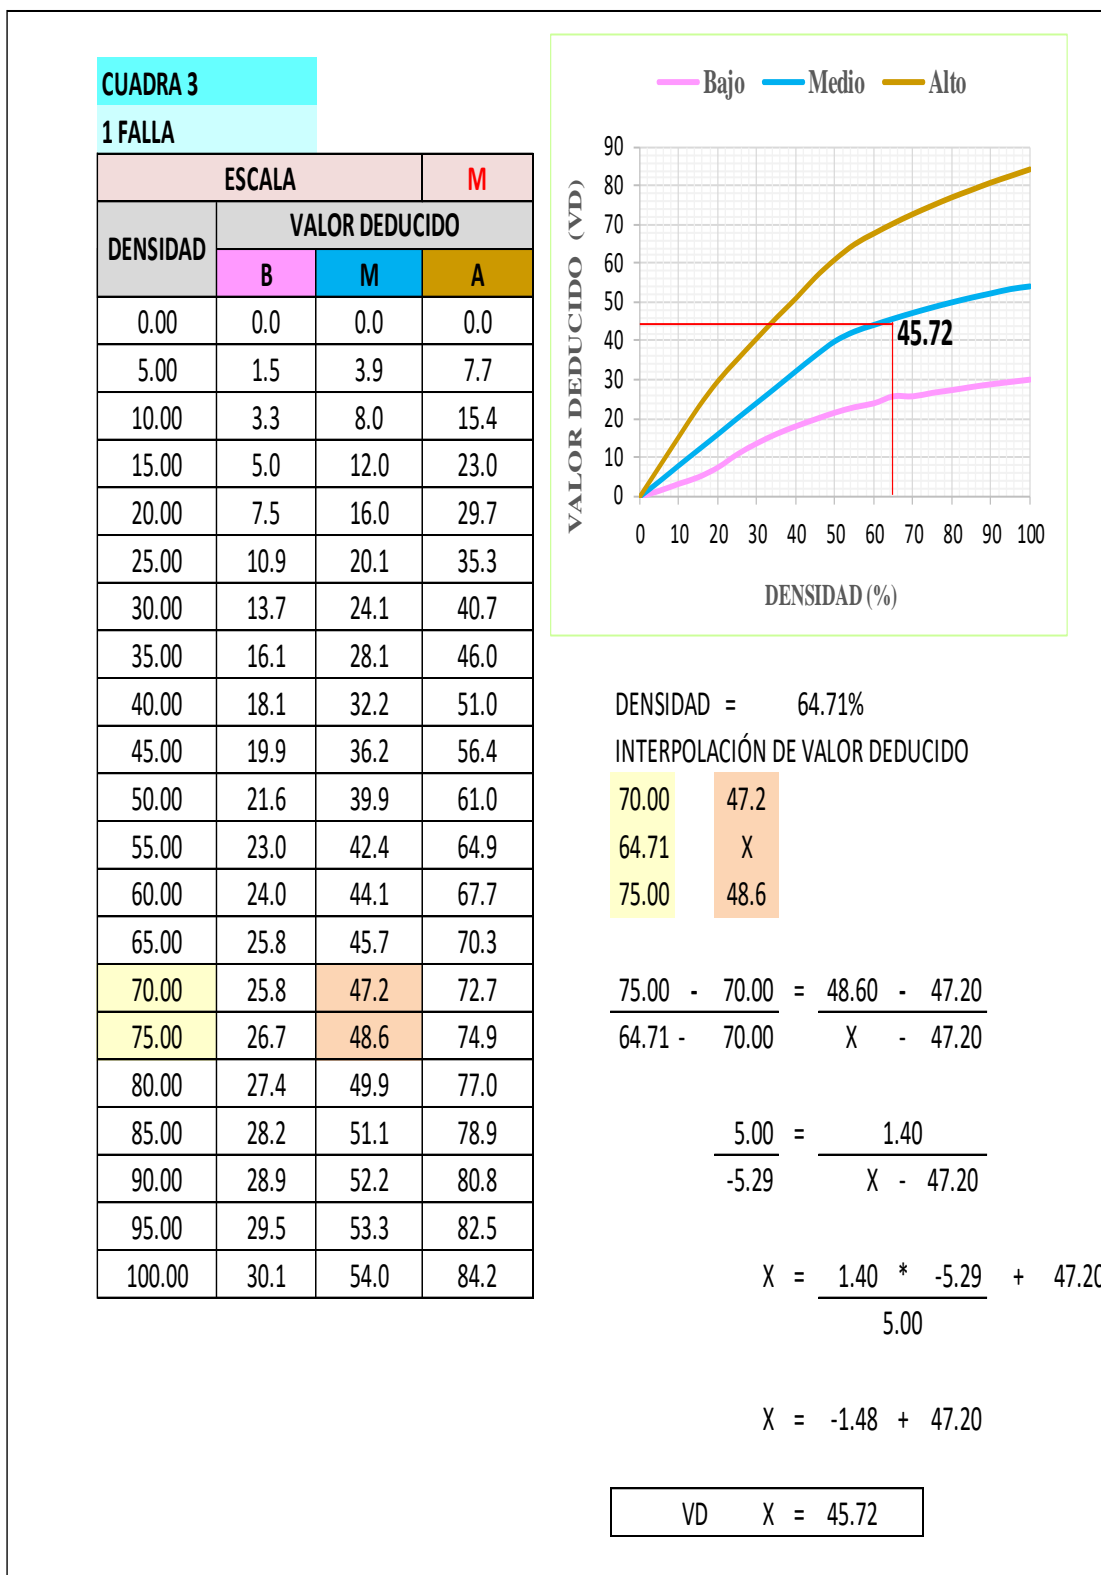 CUADRA 3
1 FALLA
ESCALA M
DENSIDAD VALOR DEDUCIDO
B M A
0.00 0.0 0.0 0.0
5.00 1.5 3.9 7.7
10.00 3.3 8.0 15.4
15.00 5.0 12.0 23.0
20.00 7.5 16.0 29.7
25.00 10.9 20.1 35.3
30.00 13.7 24.1 40.7
35.00 16.1 28.1 46.0
40.00 18.1 32.2 51.0
45.00 19.9 36.2 56.4
50.00 21.6 39.9 61.0
55.00 23.0 42.4 64.9
60.00 24.0 44.1 67.7
65.00 25.8 45.7 70.3
70.00 25.8 47.2 72.7
75.00 26.7 48.6 74.9
80.00 27.4 49.9 77.0
85.00 28.2 51.1 78.9
90.00 28.9 52.2 80.8
95.00 29.5 53.3 82.5
100.00 30.1 54.0 84.2
Bajo Medio Alto
VALOR DEDUCIDO (VD)
90
80
70
60
50
40
30
20
10
0
45.72
0 10 20 30 40 50 60 70 80 90 100
DENSIDAD (%)
DENSIDAD = 64.71%
INTERPOLACIÓN DE VALOR DEDUCIDO
70.00 47.2
64.71 X
75.00 48.6
75.00 - 70.00 = 48.60 - 47.20
64.71 - 70.00 X - 47.20
5.00 = 1.40
-5.29 X - 47.20
X = 1.40 * -5.29 + 47.20
5.00
X = -1.48 + 47.20
VD X = 45.72